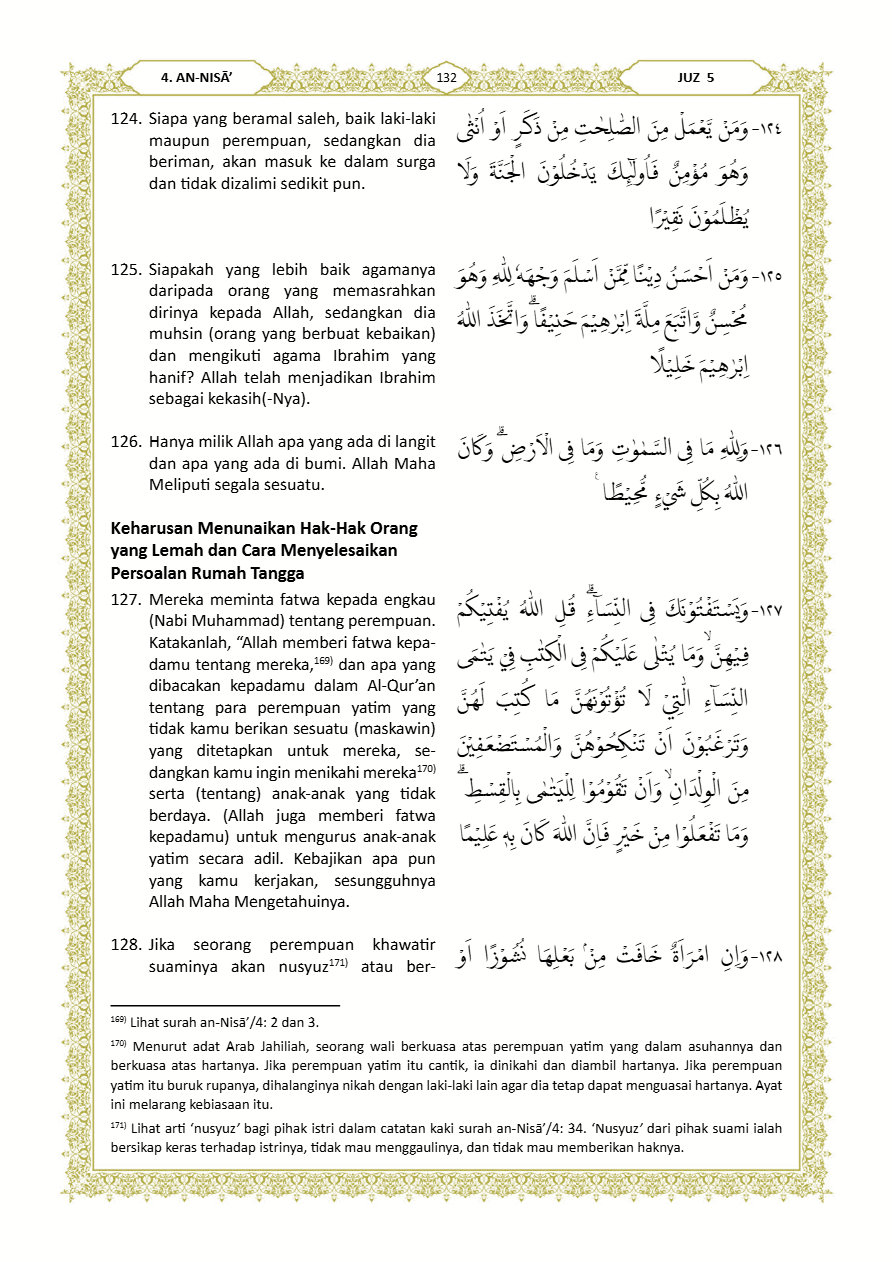 4. AN-NISĀ’
132
JUZ 5
124. Siapa yang beramal saleh, baik laki-laki
maupun perempuan, sedangkan dia
beriman, akan masuk ke dalam surga
dan tidak dizalimi sedikit pun.
١٢٤- وَمَنْ يَّعْمَلْ مِنَ الصّٰلِحٰتِ مِنْ ذَكَرٍ اَوْ اُنْثٰى
وَهُوَ مُؤْمِنٌ فَاُولٰۤىِٕكَ يَدْخُلُوْنَ الْجَنَّةَ وَلَا
يُظْلَمُوْنَ نَقِيْرًا
125. Siapakah yang lebih baik agamanya
daripada orang yang memasrahkan
dirinya kepada Allah, sedangkan dia
muhsin (orang yang berbuat kebaikan)
dan mengikuti agama Ibrahim yang
hanif? Allah telah menjadikan Ibrahim
sebagai kekasih(-Nya).
١٢٥- وَمَنْ اَحْسَنُ دِيْنًا مِّمَّنْ اَسْلَمَ وَجْهَهٗ لِلّٰهِ وَهُوَ
مُحْسِنٌ وَّاتَّبَعَ مِلَّةَ اِبْرٰهِيْمَ حَنِيْفًاۗ وَاتَّخَذَ اللّٰهُ
اِبْرٰهِيْمَ خَلِيْلًا
126. Hanya milik Allah apa yang ada di langit
dan apa yang ada di bumi. Allah Maha
Meliputi segala sesuatu.
١٢٦- وَلِلّٰهِ مَا فِى السَّمٰوٰتِ وَمَا فِى الْاَرْضِۗ وَكَانَ
اللّٰهُ بِكُلِّ شَيْءٍ مُّحِيْطًا ࣖ
Keharusan Menunaikan Hak-Hak Orang
yang Lemah dan Cara Menyelesaikan
Persoalan Rumah Tangga
127. Mereka meminta fatwa kepada engkau
(Nabi Muhammad) tentang perempuan.
Katakanlah, “Allah memberi fatwa kepa-
damu tentang mereka,169) dan apa yang
dibacakan kepadamu dalam Al-Qur’an
tentang para perempuan yatim yang
tidak kamu berikan sesuatu (maskawin)
yang ditetapkan untuk mereka, se-
dangkan kamu ingin menikahi mereka170)
serta (tentang) anak-anak yang tidak
berdaya. (Allah juga memberi fatwa
kepadamu) untuk mengurus anak-anak
yatim secara adil. Kebajikan apa pun
yang kamu kerjakan, sesungguhnya
Allah Maha Mengetahuinya.
١٢٧- وَيَسْتَفْتُوْنَكَ فِى النِّسَاۤءِۗ قُلِ اللّٰهُ يُفْتِيْكُمْ
فِيْهِنَّۙ وَمَا يُتْلٰى عَلَيْكُمْ فِى الْكِتٰبِ فِيْ يَتٰمَى
النِّسَاۤءِ الّٰتِيْ لَا تُؤْتُوْنَهُنَّ مَا كُتِبَ لَهُنَّ
وَتَرْغَبُوْنَ اَنْ تَنْكِحُوْهُنَّ وَالْمُسْتَضْعَفِيْنَ
مِنَ الْوِلْدَانِۙ وَاَنْ تَقُوْمُوْا لِلْيَتٰمٰى بِالْقِسْطِۗ
وَمَا تَفْعَلُوْا مِنْ خَيْرٍ فَاِنَّ اللّٰهَ كَانَ بِهٖ عَلِيْمًا
128. Jika seorang perempuan khawatir
suaminya akan nusyuz171) atau ber-
١٢٨- وَاِنِ امْرَاَةٌ خَافَتْ مِنْۢ بَعْلِهَا نُشُوْزًا اَوْ
169) Lihat surah an-Nisā’/4: 2 dan 3.
170) Menurut adat Arab Jahiliah, seorang wali berkuasa atas perempuan yatim yang dalam asuhannya dan
berkuasa atas hartanya. Jika perempuan yatim itu cantik, ia dinikahi dan diambil hartanya. Jika perempuan
yatim itu buruk rupanya, dihalanginya nikah dengan laki-laki lain agar dia tetap dapat menguasai hartanya. Ayat
ini melarang kebiasaan itu.
171) Lihat arti ‘nusyuz’ bagi pihak istri dalam catatan kaki surah an-Nisā’/4: 34. ‘Nusyuz’ dari pihak suami ialah
bersikap keras terhadap istrinya, tidak mau menggaulinya, dan tidak mau memberikan haknya.